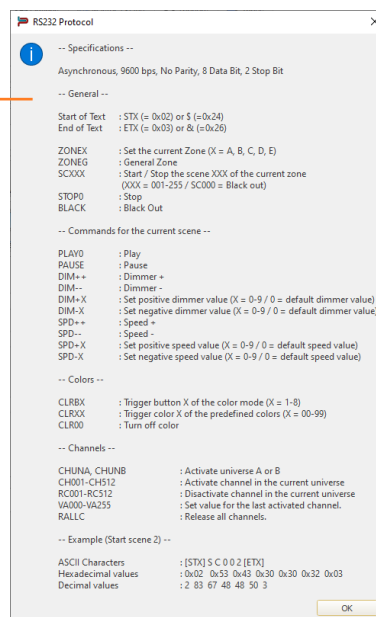 RS232 Protocol
-- Specifications --
Asynchronous, 9600 bps, No Parity, 8 Data Bit, 2 Stop Bit
-- General --
Start of Text : STX (= 0x02) or $ (=0x24)
End of Text : ETX (= 0x03) or & (=0x26)
ZONEX : Set the current Zone (X = A, B, C, D, E)
ZONEG : General Zone
SCXXX : Start / Stop the scene XXX of the current zone
(XXX = 001-255 / SC000 = Black out)
STOP0 : Stop
BLACK : Black Out
-- Commands for the current scene --
PLAY0 : Play
PAUSE : Pause
DIM++ : Dimmer +
DIM-- : Dimmer -
DIM+X : Set positive dimmer value (X = 0-9 / 0 = default dimmer value)
DIM-X : Set negative dimmer value (X = 0-9 / 0 = default dimmer value)
SPD++ : Speed +
SPD-- : Speed -
SPD+X : Set positive speed value (X = 0-9 / 0 = default speed value)
SPD-X : Set negative speed value (X = 0-9 / 0 = default speed value)
-- Colors --
CLRBX : Trigger button X of the color mode (X = 1-8)
CLRXX : Trigger color X of the predefined colors (X = 00-99)
CLR00 : Turn off color
-- Channels --
CHUNA, CHUNB : Activate universe A or B
CH001-CH512 : Activate channel in the current universe
RC001-RC512 : Disactivate channel in the current universe
VA000-VA255 : Set value for the last activated channel.
RALLC : Release all channels.
-- Example (Start scene 2) --
ASCII Characters : [STX] S C 0 0 2 [ETX]
Hexadecimal values : 0x02 0x53 0x43 0x30 0x30 0x32 0x03
Decimal values : 2 83 67 48 48 50 3
OK